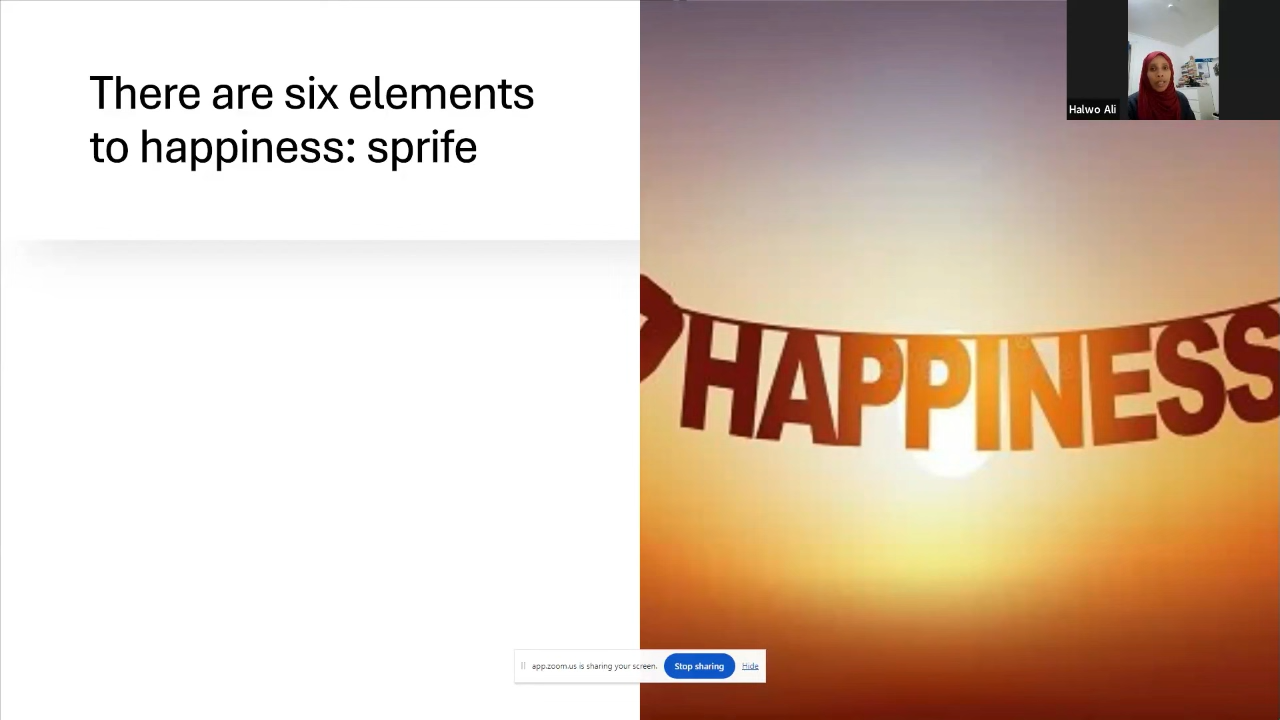 There are six elements
to happiness: sprife
HAPPINESS
Halwo Ali
app.zoom.us is sharing your screen.
Stop sharing
Hide